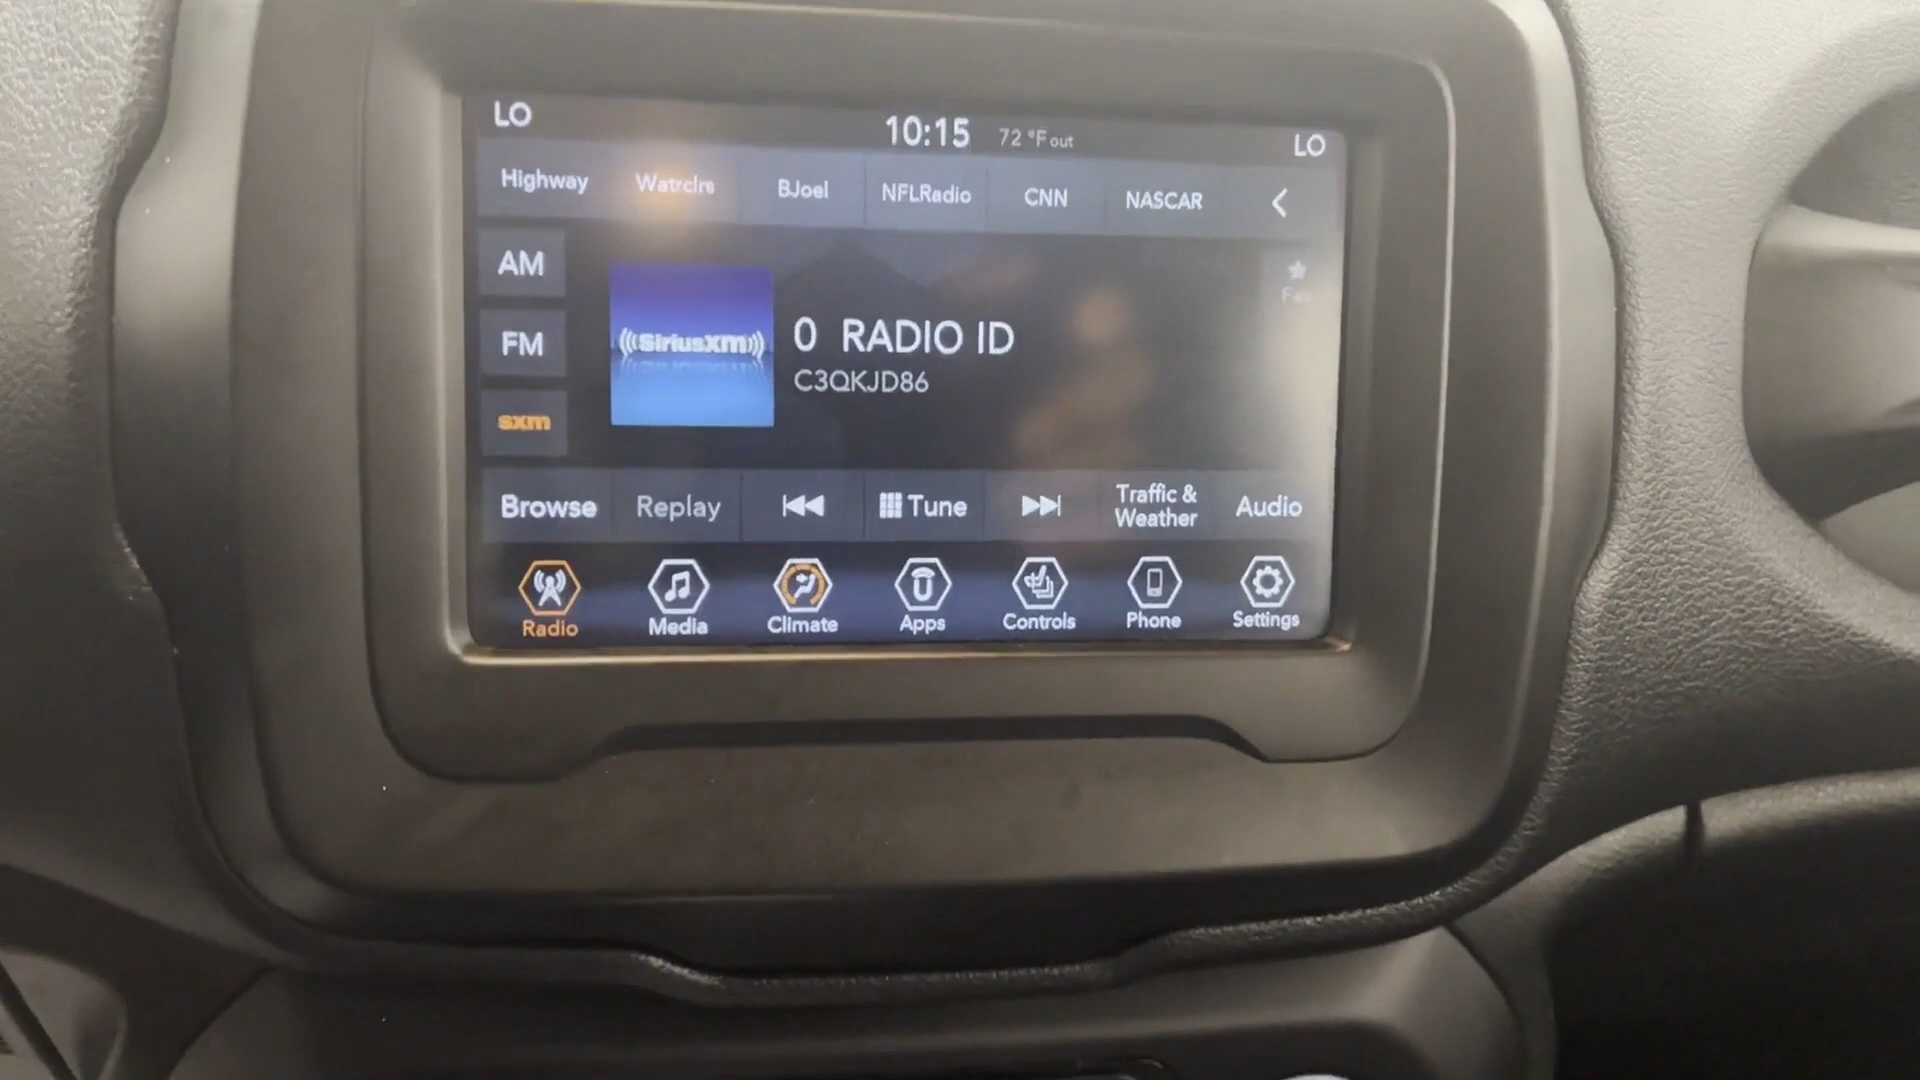 LO 10:15 72 °F out LO
Highway Watrclrs BJoel NFLRadio CNN NASCAR
AM
Fav
FM
SiriusXM
0 RADIO ID
C3QKJD86
sxm
Browse Replay Tune Traffic & Weather Audio
Radio Media Climate Apps Controls Phone Settings